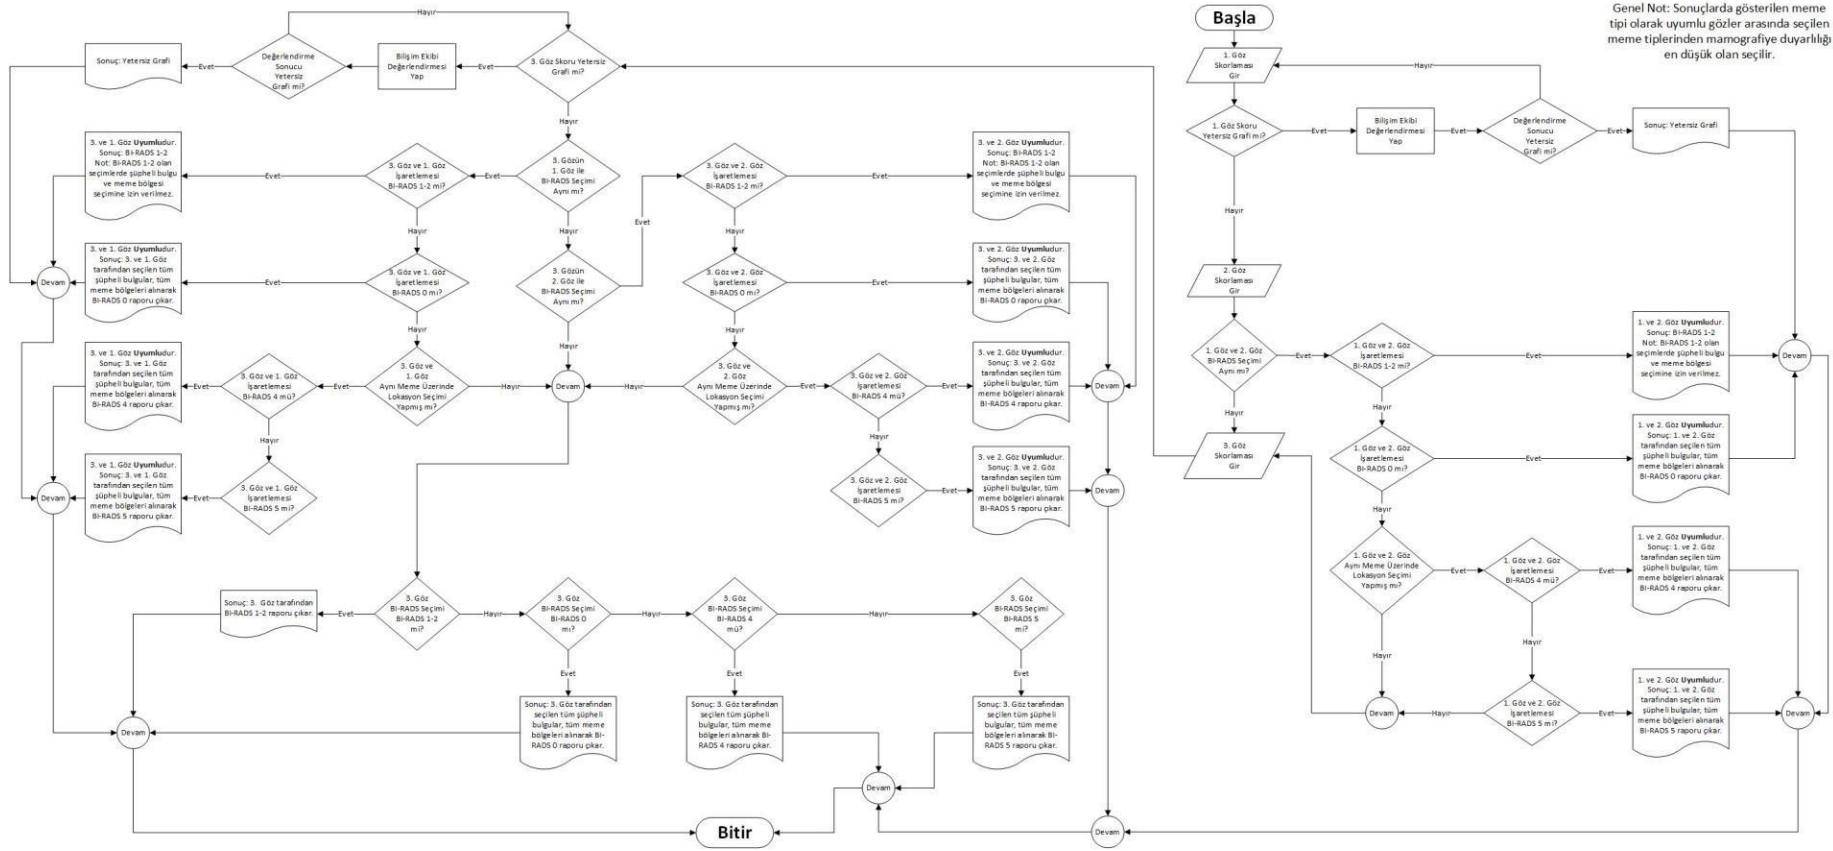 Başla
Genel Not: Sonuçlarda gösterilen meme
tipi olarak uyumlu gözler arasında seçilen
meme tiplerinden mamografiye duyarlılığı
en düşük olan seçilir.
1. Göz
Skorlaması
Gir
Hayır
1. Göz Skoru
Yetersiz Grafi mi?
Evet
Bilişim Ekibi
Değerlendirmesi
Yap
Değerlendirme
Sonucu
Yetersiz
Grafi mi?
Evet
Sonuç: Yetersiz Grafi
Hayır
2. Göz
Skorlaması
Gir
1. Göz ve 2. Göz
BI-RADS Seçimi
Aynı mı?
Evet
1. Göz ve 2. Göz
İşaretlemesi
BI-RADS 1-2 mi?
Evet
1. ve 2. Göz Uyumludur.
Sonuç: BI-RADS 1-2
Not: BI-RADS 1-2 olan
seçimlerde şüpheli bulgu
ve meme bölgesi
seçimine izin verilmez.
Devam
Hayır
Hayır
3. Göz
Skorlaması
Gir
1. Göz ve 2. Göz
İşaretlemesi
BI-RADS 0 mı?
Evet
1. ve 2. Göz Uyumludur.
Sonuç: 1. ve 2. Göz
tarafından seçilen tüm
şüpheli bulgular, tüm
meme bölgeleri alınarak
BI-RADS 0 raporu çıkar.
Hayır
1. Göz ve 2. Göz
Aynı Meme Üzerinde
Lokasyon Seçimi
Yapmış mı?
Evet
1. Göz ve 2. Göz
İşaretlemesi
BI-RADS 4 mü?
Evet
1. ve 2. Göz Uyumludur.
Sonuç: 1. ve 2. Göz
tarafından seçilen tüm
şüpheli bulgular, tüm
meme bölgeleri alınarak
BI-RADS 4 raporu çıkar.
Hayır
Hayır
Devam
Hayır
1. Göz ve 2. Göz
İşaretlemesi
BI-RADS 5 mi?
Evet
1. ve 2. Göz Uyumludur.
Sonuç: 1. ve 2. Göz
tarafından seçilen tüm
şüpheli bulgular, tüm
meme bölgeleri alınarak
BI-RADS 5 raporu çıkar.
Devam
Hayır
Sonuç: Yetersiz Grafi
Evet
Değerlendirme
Sonucu
Yetersiz
Grafi mi?
Bilişim Ekibi
Değerlendirmesi
Yap
Evet
3. Göz Skoru Yetersiz
Grafi mi?
Hayır
3. ve 1. Göz Uyumludur.
Sonuç: BI-RADS 1-2
Not: BI-RADS 1-2 olan
seçimlerde şüpheli bulgu
ve meme bölgesi
seçimine izin verilmez.
Evet
3. Göz ve 1. Göz
İşaretlemesi
BI-RADS 1-2 mi?
Evet
3. Gözün
1. Göz ile
BI-RADS Seçimi
Aynı mı?
3. Göz ve 2. Göz
İşaretlemesi
BI-RADS 1-2 mi?
Evet
3. ve 2. Göz Uyumludur.
Sonuç: BI-RADS 1-2
Not: BI-RADS 1-2 olan
seçimlerde şüpheli bulgu
ve meme bölgesi
seçimine izin verilmez.
Hayır
Hayır
Evet
Hayır
Devam
3. ve 1. Göz Uyumludur.
Sonuç: 3. ve 1. Göz
tarafından seçilen tüm
şüpheli bulgular, tüm
meme bölgeleri alınarak
BI-RADS 0 raporu çıkar.
Evet
3. Göz ve 1. Göz
İşaretlemesi
BI-RADS 0 mı?
3. Gözün
2. Göz ile
BI-RADS Seçimi
Aynı mı?
3. Göz ve 2. Göz
İşaretlemesi
BI-RADS 0 mı?
Evet
3. ve 2. Göz Uyumludur.
Sonuç: 3. ve 2. Göz
tarafından seçilen tüm
şüpheli bulgular, tüm
meme bölgeleri alınarak
BI-RADS 0 raporu çıkar.
Hayır
Hayır
Hayır
3. ve 1. Göz Uyumludur.
Sonuç: 3. ve 1. Göz
tarafından seçilen tüm
şüpheli bulgular, tüm
meme bölgeleri alınarak
BI-RADS 4 raporu çıkar.
Evet
3. Göz ve 1. Göz
İşaretlemesi
BI-RADS 4 mü?
Evet
3. Göz ve
1. Göz
Aynı Meme Üzerinde
Lokasyon Seçimi
Yapmış mı?
Hayır
Devam
Hayır
3. Göz ve
2. Göz
Aynı Meme Üzerinde
Lokasyon Seçimi
Yapmış mı?
Evet
3. Göz ve 2. Göz
İşaretlemesi
BI-RADS 4 mü?
Evet
3. ve 2. Göz Uyumludur.
Sonuç: 3. ve 2. Göz
tarafından seçilen tüm
şüpheli bulgular, tüm
meme bölgeleri alınarak
BI-RADS 4 raporu çıkar.
Devam
Hayır
Hayır
Devam
3. ve 1. Göz Uyumludur.
Sonuç: 3. ve 1. Göz
tarafından seçilen tüm
şüpheli bulgular, tüm
meme bölgeleri alınarak
BI-RADS 5 raporu çıkar.
Evet
3. Göz ve 1. Göz
İşaretlemesi
BI-RADS 5 mi?
3. Göz ve 2. Göz
İşaretlemesi
BI-RADS 5 mi?
Evet
3. ve 2. Göz Uyumludur.
Sonuç: 3. ve 2. Göz
tarafından seçilen tüm
şüpheli bulgular, tüm
meme bölgeleri alınarak
BI-RADS 5 raporu çıkar.
Devam
Sonuç: 3. Göz tarafından
BI-RADS 1-2 raporu çıkar.
Evet
3. Göz
BI-RADS Seçimi
BI-RADS 1-2
mi?
Hayır
3. Göz
BI-RADS Seçimi
BI-RADS 0
mı?
Hayır
3. Göz
BI-RADS Seçimi
BI-RADS 4
mü?
Hayır
3. Göz
BI-RADS Seçimi
BI-RADS 5
mi?
Evet
Evet
Evet
Devam
Sonuç: 3. Göz tarafından
seçilen tüm şüpheli
bulgular, tüm meme
bölgeleri alınarak BI-
RADS 0 raporu çıkar.
Sonuç: 3. Göz tarafından
seçilen tüm şüpheli
bulgular, tüm meme
bölgeleri alınarak BI-
RADS 4 raporu çıkar.
Sonuç: 3. Göz tarafından
seçilen tüm şüpheli
bulgular, tüm meme
bölgeleri alınarak BI-
RADS 5 raporu çıkar.
Devam
Bitir
Devam